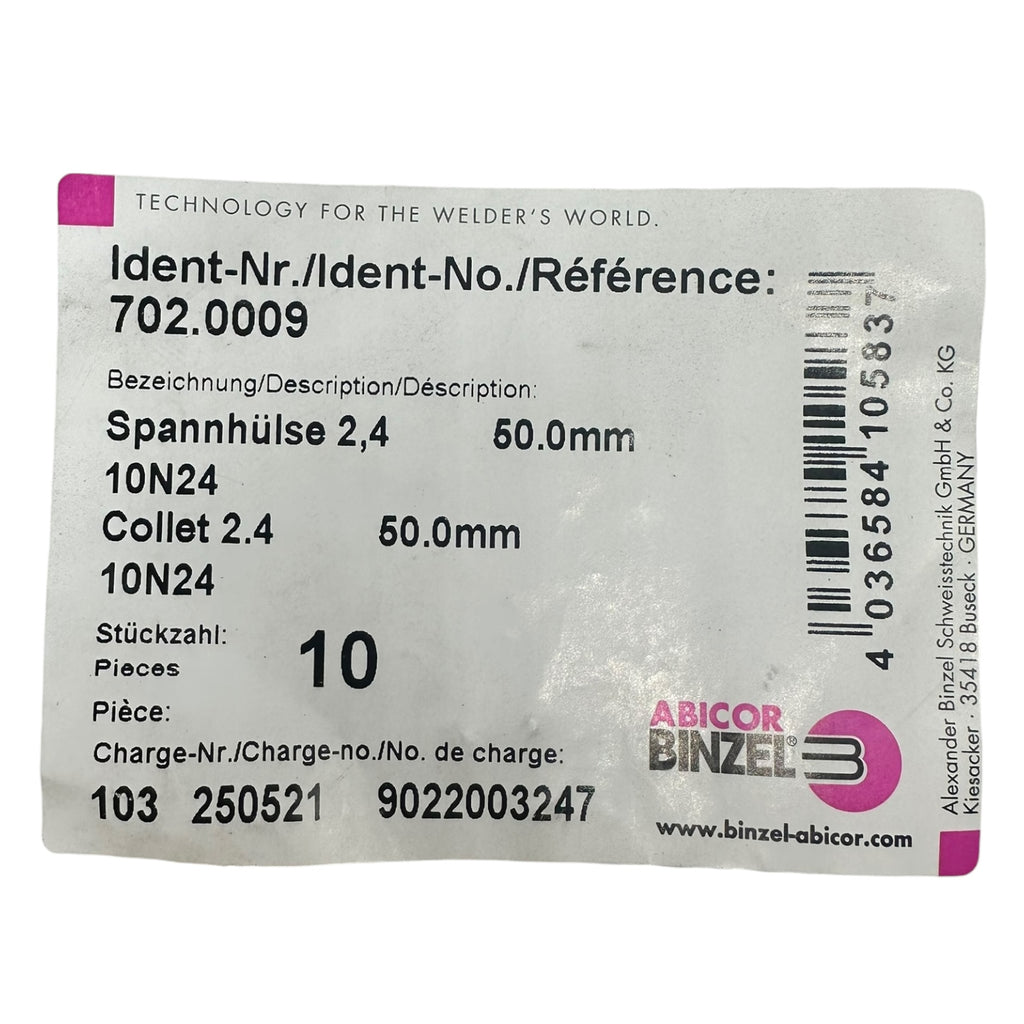 TECHNOLOGY FOR THE WELDER'S WORLD.
Ident-Nr./Ident-No./Référence:
702.0009
Bezeichnung/Description/Déscription:
Spannhülse 2,4 50.0mm
10N24
Collet 2.4 50.0mm
10N24
Stückzahl:
Pieces 10
Pièce:
Charge-Nr./Charge-no./No. de charge:
103 250521 9022003247
4 036584 105837
ABICOR
BINZEL®
www.binzel-abicor.com
Alexander Binzel Schweisstechnik GmbH & Co. KG
Kiesacker · 35418 Buseck · GERMANY